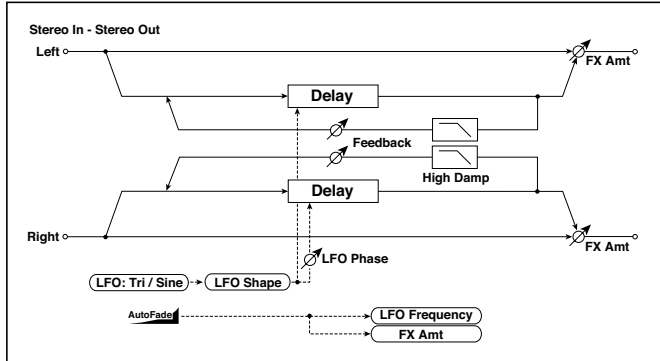 Stereo In - Stereo Out
Left
FX Amt
Delay
Feedback
High Damp
Delay
Right
FX Amt
LFO Phase
LFO: Tri / Sine
LFO Shape
AutoFade
LFO Frequency
FX Amt